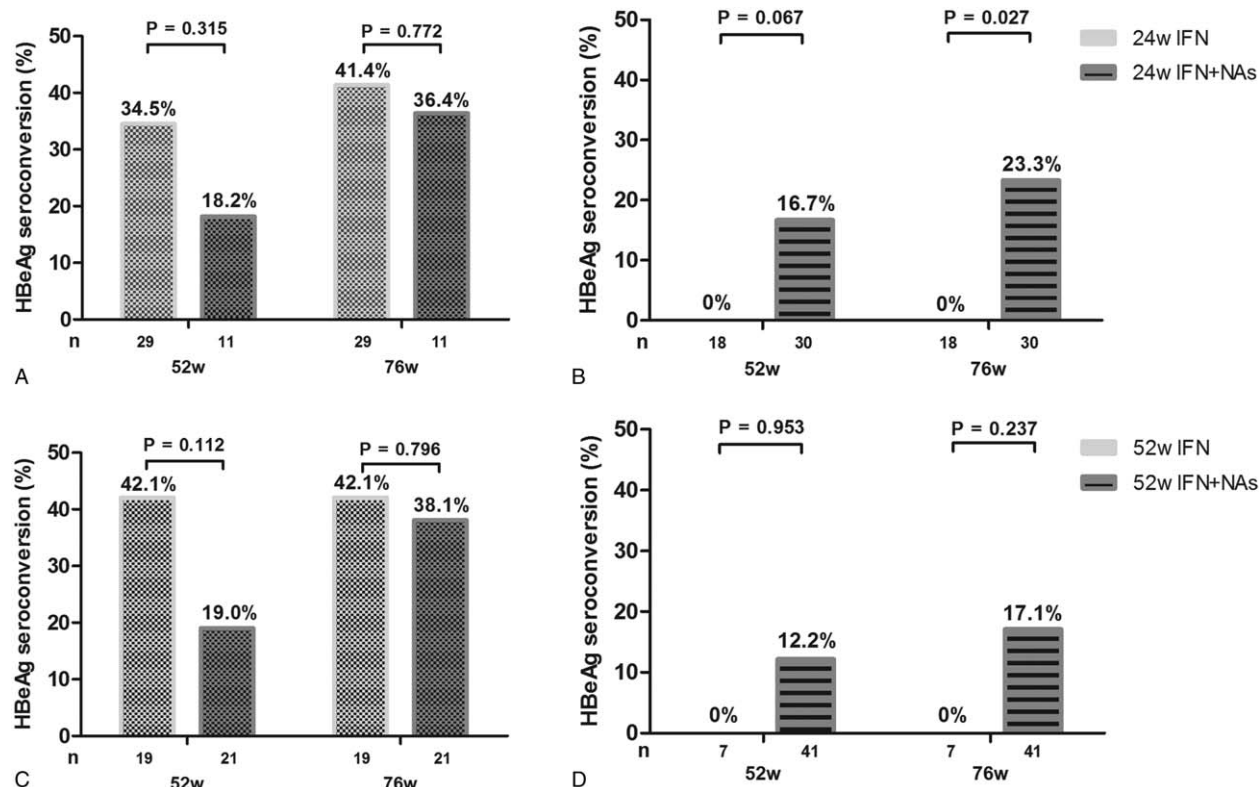 P = 0.315
P = 0.772
HBeAg seroconversion (%)
50
40
30
20
10
0
34.5%
18.2%
41.4%
36.4%
n
29
11
29
11
52w
76w
A
P = 0.067
P = 0.027
HBeAg seroconversion (%)
50
40
30
20
10
0
0%
16.7%
0%
23.3%
n
18
30
18
30
52w
76w
B
24w IFN
24w IFN+NAs
P = 0.112
P = 0.796
HBeAg seroconversion (%)
50
40
30
20
10
0
42.1%
19.0%
42.1%
38.1%
n
19
21
19
21
52w
76w
C
P = 0.953
P = 0.237
HBeAg seroconversion (%)
50
40
30
20
10
0
0%
12.2%
0%
17.1%
n
7
41
7
41
52w
76w
D
52w IFN
52w IFN+NAs